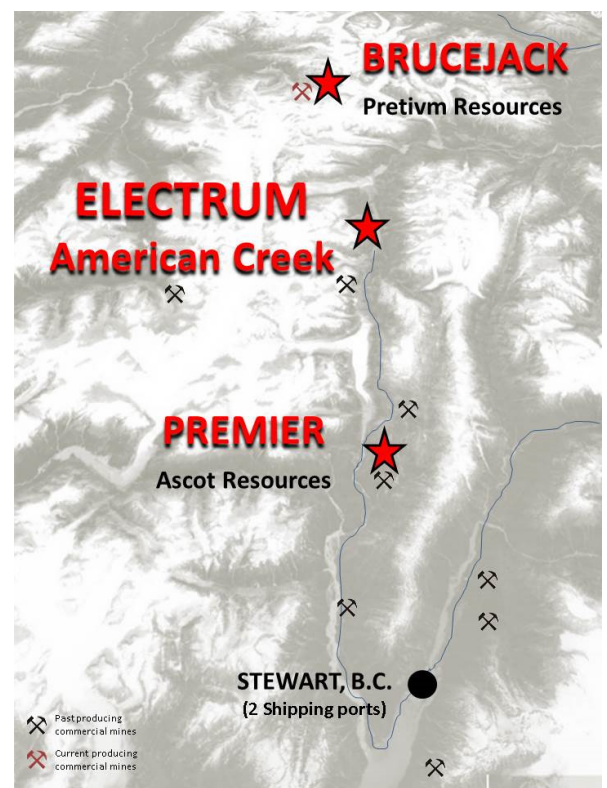 BRUCEJACK
Pretivm Resources
ELECTRUM
American Creek
PREMIER
Ascot Resources
STEWART, B.C.
(2 Shipping ports)
Past producing
commercial mines
Current producing
commercial mines